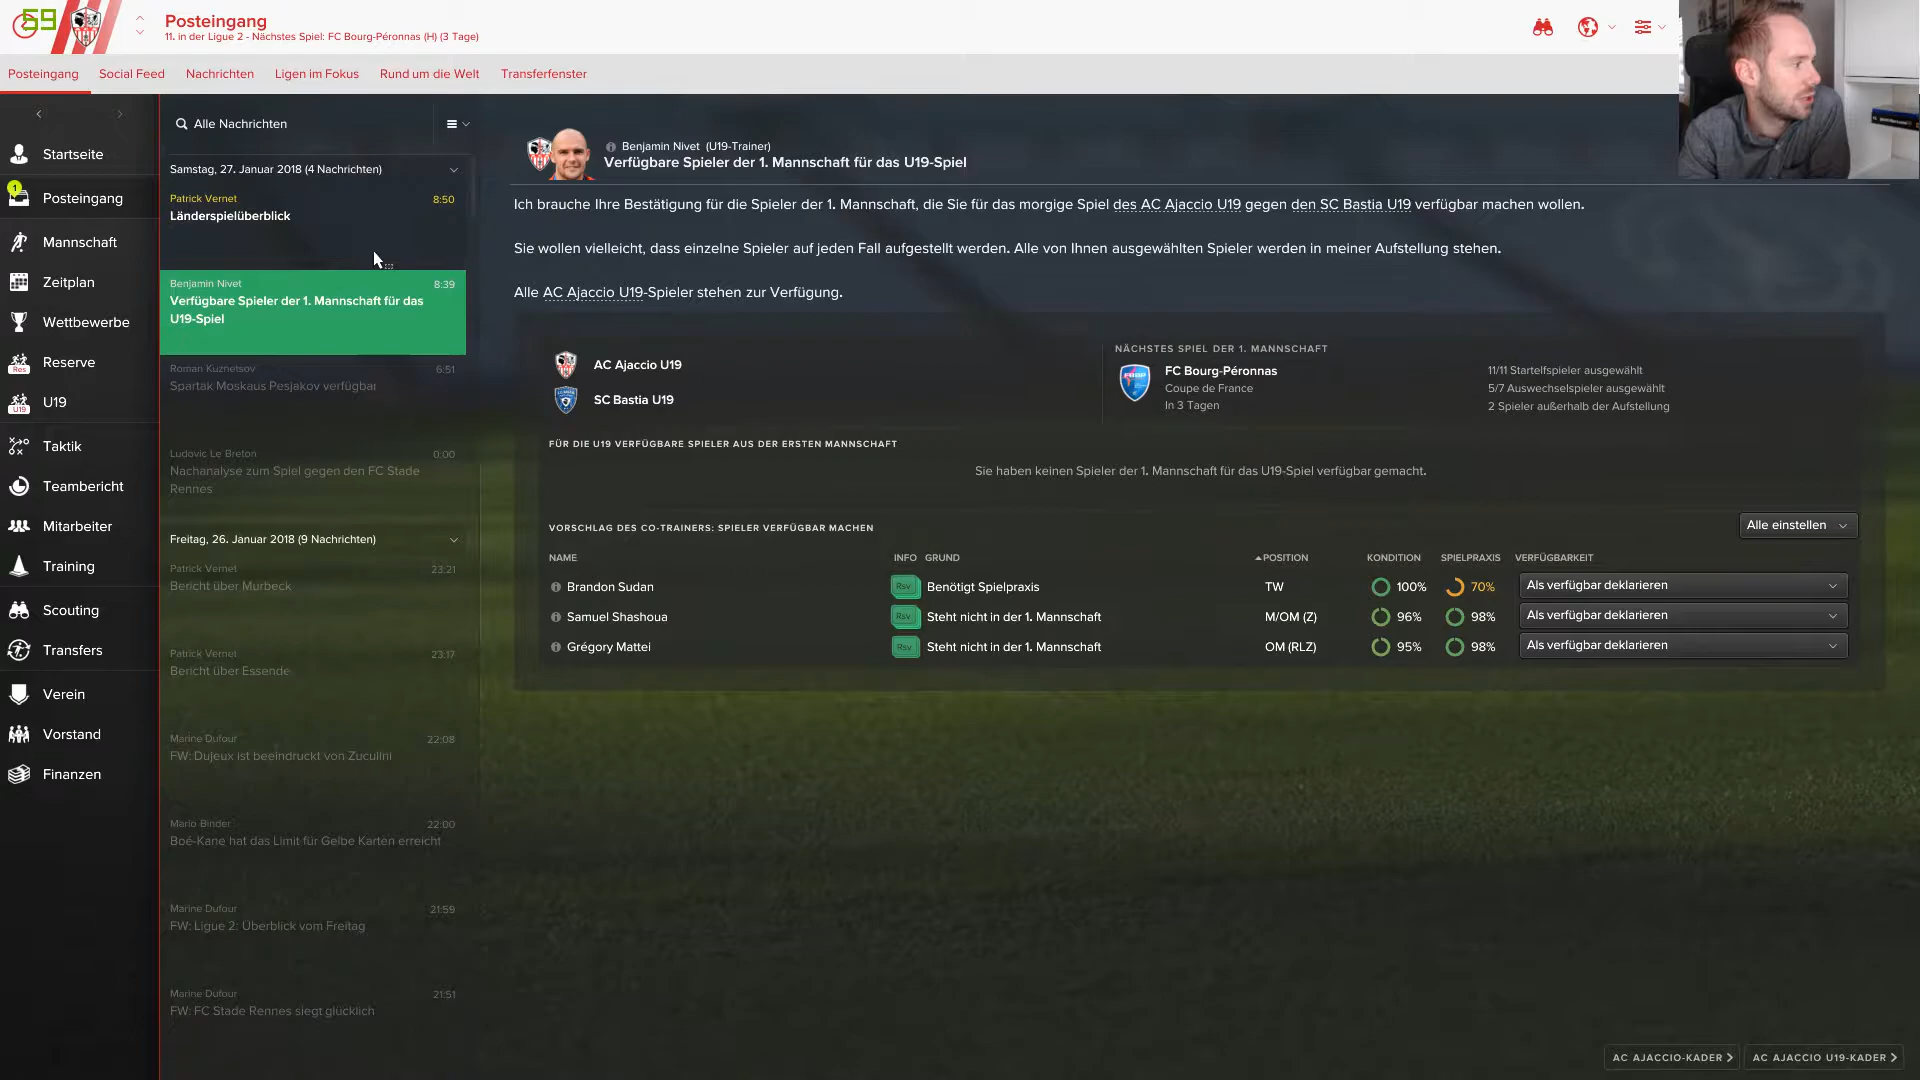 59
Posteingang
11. in der Ligue 2 - Nächstes Spiel: FC Bourg-Péronnas (H) (3 Tage)
Posteingang Social Feed Nachrichten Ligen im Fokus Rund um die Welt Transferfenster
1
Startseite
Posteingang
Mannschaft
Zeitplan
Wettbewerbe
Res
Reserve
U19
U19
Taktik
Teambericht
Mitarbeiter
Training
Scouting
Transfers
Verein
Vorstand
Finanzen
Alle Nachrichten
Samstag, 27. Januar 2018 (4 Nachrichten)
Patrick Vernet 8:50
Länderspielüberblick
Benjamin Nivet 8:39
Verfügbare Spieler der 1. Mannschaft für das
U19-Spiel
Roman Kuznetsov 6:51
Spartak Moskaus Pesjakov verfügbar
Ludovic Le Breton 0:00
Nachanalyse zum Spiel gegen den FC Stade
Rennes
Freitag, 26. Januar 2018 (9 Nachrichten)
Patrick Vernet 23:21
Bericht über Murbeck
Patrick Vernet 23:17
Bericht über Essende
Marine Dufour 22:08
FW: Dujeux ist beeindruckt von Zuculini
Mario Binder 22:00
Boé-Kane hat das Limit für Gelbe Karten erreicht
Marine Dufour 21:59
FW: Ligue 2: Überblick vom Freitag
Marine Dufour 21:51
FW: FC Stade Rennes siegt glücklich
Benjamin Nivet (U19-Trainer)
Verfügbare Spieler der 1. Mannschaft für das U19-Spiel
Ich brauche Ihre Bestätigung für die Spieler der 1. Mannschaft, die Sie für das morgige Spiel des AC Ajaccio U19 gegen den SC Bastia U19 verfügbar machen wollen.
Sie wollen vielleicht, dass einzelne Spieler auf jeden Fall aufgestellt werden. Alle von Ihnen ausgewählten Spieler werden in meiner Aufstellung stehen.
Alle AC Ajaccio U19-Spieler stehen zur Verfügung.
AC Ajaccio U19
SC Bastia U19
NÄCHSTES SPIEL DER 1. MANNSCHAFT
FC Bourg-Péronnas
Coupe de France
In 3 Tagen
11/11 Startelfspieler ausgewählt
5/7 Auswechselspieler ausgewählt
2 Spieler außerhalb der Aufstellung
FÜR DIE U19 VERFÜGBARE SPIELER AUS DER ERSTEN MANNSCHAFT
Sie haben keinen Spieler der 1. Mannschaft für das U19-Spiel verfügbar gemacht.
VORSCHLAG DES CO-TRAINERS: SPIELER VERFÜGBAR MACHEN
Alle einstellen
NAME INFO GRUND POSITION KONDITION SPIELPRAXIS VERFÜGBARKEIT
Brandon Sudan Rsv Benötigt Spielpraxis TW 100% 70% Als verfügbar deklarieren
Samuel Shashoua Rsv Steht nicht in der 1. Mannschaft M/OM (Z) 96% 98% Als verfügbar deklarieren
Grégory Mattei Rsv Steht nicht in der 1. Mannschaft OM (RLZ) 95% 98% Als verfügbar deklarieren
AC AJACCIO-KADER
AC AJACCIO U19-KADER